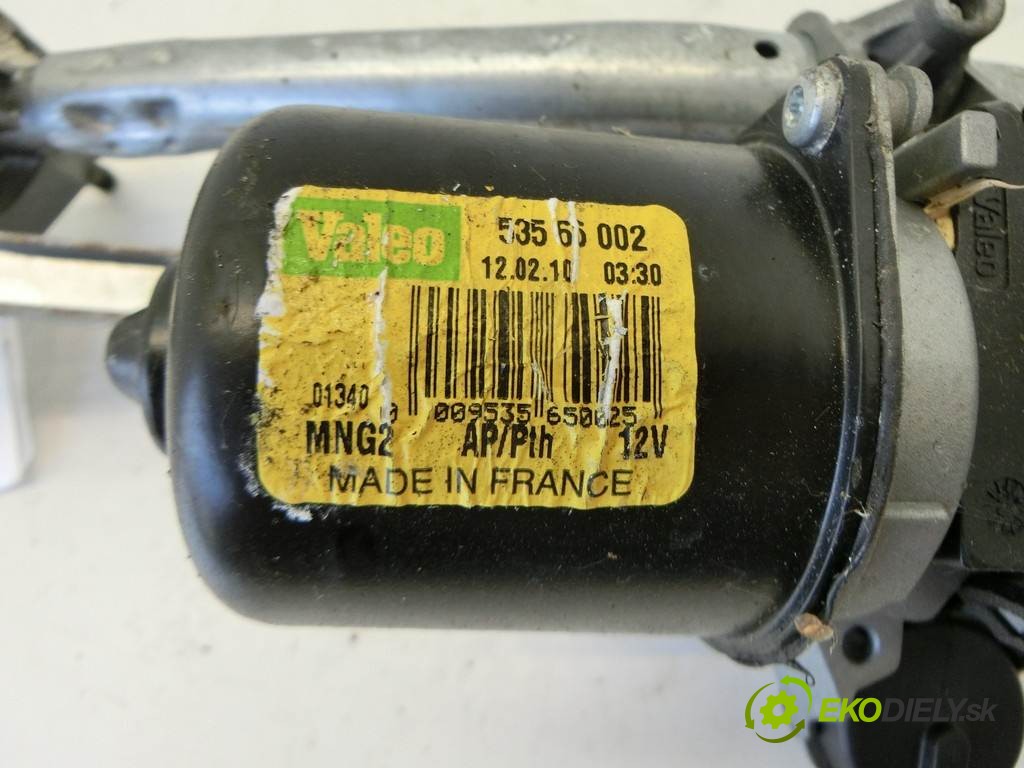 Valeo 535 65 002
12.02.10 03:30
01340
009535 650025
MNG2 AP/Pth 12V
MADE IN FRANCE
Valeo
EKODIELY.sk